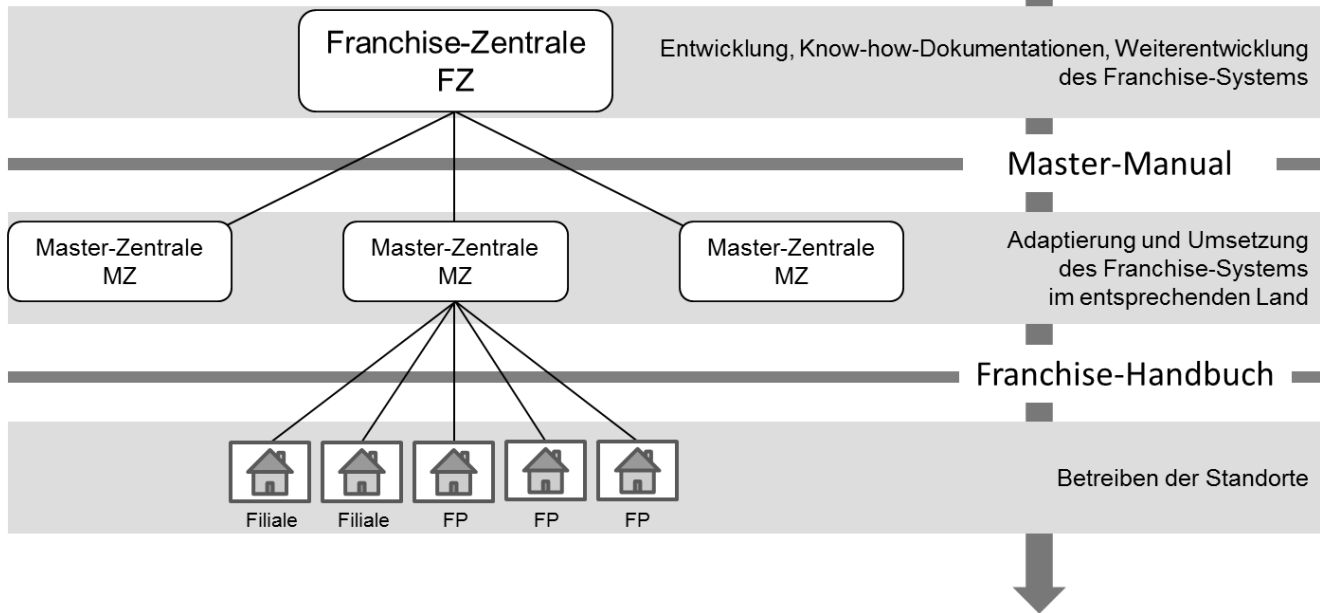 Franchise-Zentrale
FZ
Entwicklung, Know-how-Dokumentationen, Weiterentwicklung
des Franchise-Systems
Master-Manual
Master-Zentrale
MZ
Master-Zentrale
MZ
Master-Zentrale
MZ
Adaptierung und Umsetzung
des Franchise-Systems
im entsprechenden Land
Franchise-Handbuch
Filiale
Filiale
FP
FP
FP
Betreiben der Standorte